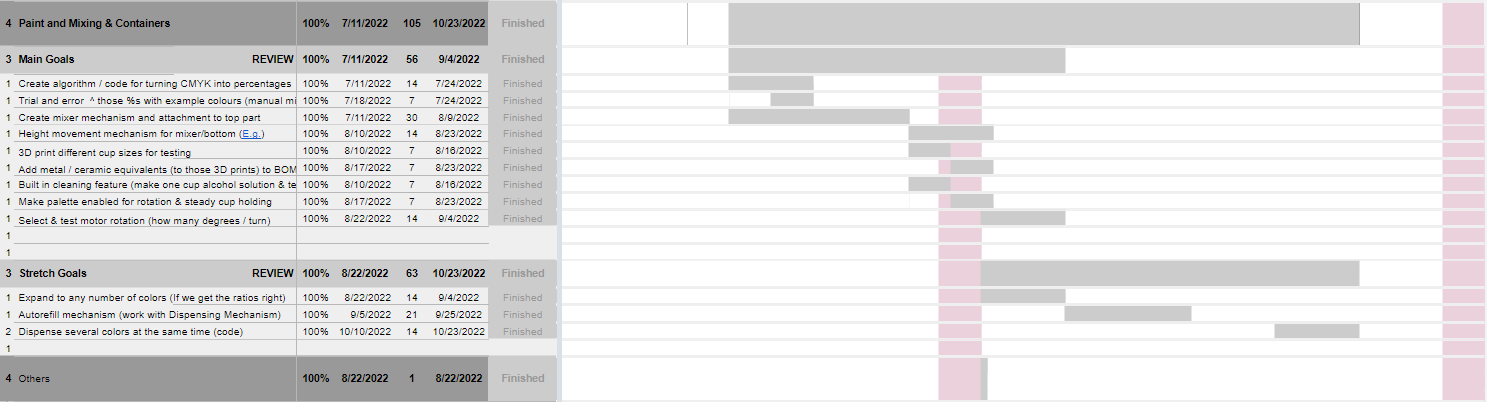 4 Paint and Mixing & Containers 100% 7/11/2022 105 10/23/2022 Finished
3 Main Goals REVIEW 100% 7/11/2022 56 9/4/2022 Finished
1 Create algorithm / code for turning CMYK into percentages 100% 7/11/2022 14 7/24/2022 Finished
1 Trial and error ^ those %s with example colours (manual mi 100% 7/18/2022 7 7/24/2022 Finished
1 Create mixer mechanism and attachment to top part 100% 7/11/2022 30 8/9/2022 Finished
1 Height movement mechanism for mixer/bottom (E.g.) 100% 8/10/2022 14 8/23/2022 Finished
1 3D print different cup sizes for testing 100% 8/10/2022 7 8/16/2022 Finished
1 Add metal / ceramic equivalents (to those 3D prints) to BOM 100% 8/17/2022 7 8/23/2022 Finished
1 Built in cleaning feature (make one cup alcohol solution & te 100% 8/10/2022 7 8/16/2022 Finished
1 Make palette enabled for rotation & steady cup holding 100% 8/17/2022 7 8/23/2022 Finished
1 Select & test motor rotation (how many degrees / turn) 100% 8/22/2022 14 9/4/2022 Finished
1
1
3 Stretch Goals REVIEW 100% 8/22/2022 63 10/23/2022 Finished
1 Expand to any number of colors (If we get the ratios right) 100% 8/22/2022 14 9/4/2022 Finished
1 Autorefill mechanism (work with Dispensing Mechanism) 100% 9/5/2022 21 9/25/2022 Finished
2 Dispense several colors at the same time (code) 100% 10/10/2022 14 10/23/2022 Finished
1
4 Others 100% 8/22/2022 1 8/22/2022 Finished